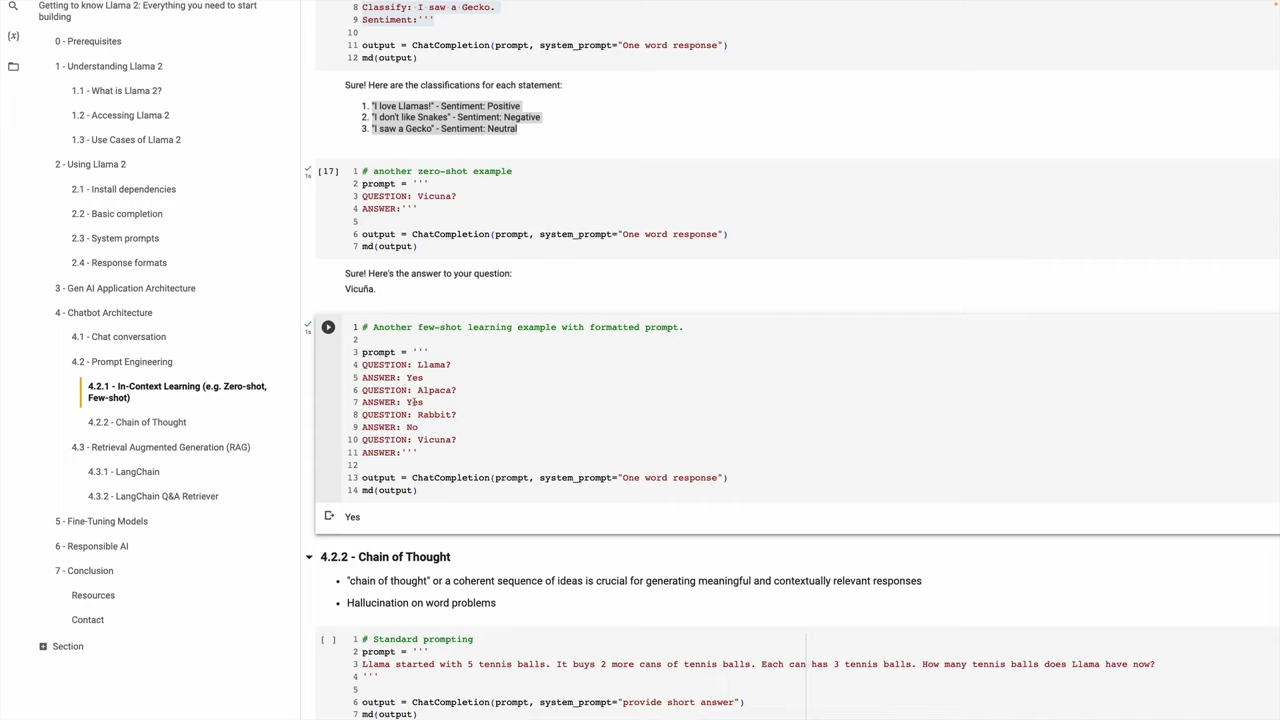 Getting to know Llama 2: Everything you need to start
building
{x}
0 - Prerequisites
1 - Understanding Llama 2
1.1 - What is Llama 2?
1.2 - Accessing Llama 2
1.3 - Use Cases of Llama 2
2 - Using Llama 2
2.1 - Install dependencies
2.2 - Basic completion
2.3 - System prompts
2.4 - Response formats
3 - Gen AI Application Architecture
4 - Chatbot Architecture
4.1 - Chat conversation
4.2 - Prompt Engineering
4.2.1 - In-Context Learning (e.g. Zero-shot,
Few-shot)
4.2.2 - Chain of Thought
4.3 - Retrieval Augmented Generation (RAG)
4.3.1 - LangChain
4.3.2 - LangChain Q&A Retriever
5 - Fine-Tuning Models
6 - Responsible AI
7 - Conclusion
Resources
Contact
Section
8 Classify: I saw a Gecko.
9 Sentiment:'''
10
11 output = ChatCompletion(prompt, system_prompt="One word response")
12 md(output)
Sure! Here are the classifications for each statement:
1. "I love Llamas!" - Sentiment: Positive
2. "I don't like Snakes" - Sentiment: Negative
3. "I saw a Gecko" - Sentiment: Neutral
1s
[17]
1 # another zero-shot example
2 prompt = '''
3 QUESTION: Vicuna?
4 ANSWER:'''
5
6 output = ChatCompletion(prompt, system_prompt="One word response")
7 md(output)
Sure! Here's the answer to your question:
Vicuña.
1s
1 # Another few-shot learning example with formatted prompt.
2
3 prompt = '''
4 QUESTION: Llama?
5 ANSWER: Yes
6 QUESTION: Alpaca?
7 ANSWER: Yes
8 QUESTION: Rabbit?
9 ANSWER: No
10 QUESTION: Vicuna?
11 ANSWER:'''
12
13 output = ChatCompletion(prompt, system_prompt="One word response")
14 md(output)
Yes
4.2.2 - Chain of Thought
• "chain of thought" or a coherent sequence of ideas is crucial for generating meaningful and contextually relevant responses
• Hallucination on word problems
[ ]
1 # Standard prompting
2 prompt = '''
3 Llama started with 5 tennis balls. It buys 2 more cans of tennis balls. Each can has 3 tennis balls. How many tennis balls does Llama have now?
4 '''
5
6 output = ChatCompletion(prompt, system_prompt="provide short answer")
7 md(output)